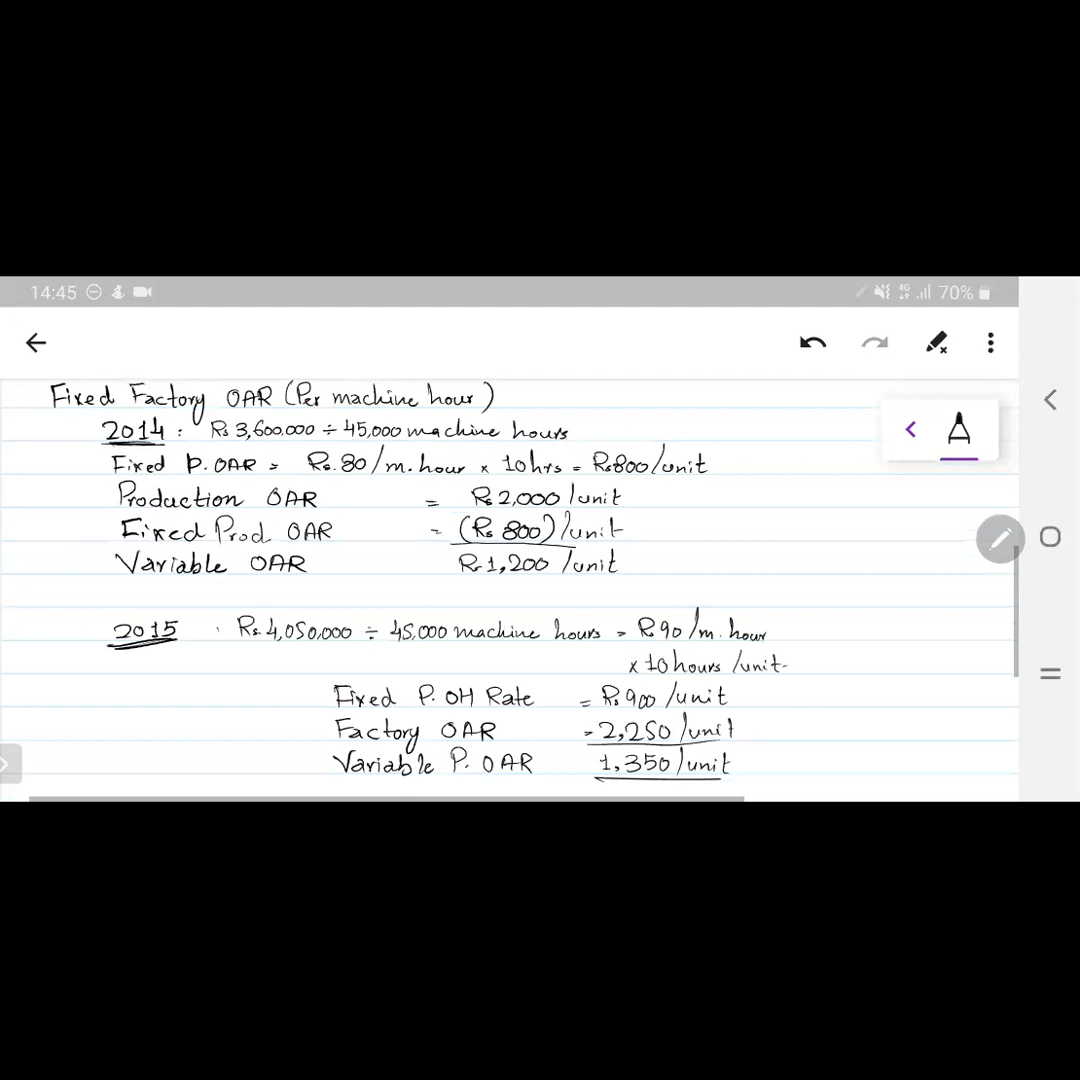 14:45 4G 70%
Fixed Factory OAR (Per machine hour)
2014 : Rs 3,600,000 ÷ 45,000 machine hours
Fixed P. OAR = Rs. 80/m. hour × 10hrs = Rs800/unit
Production OAR = Rs 2,000/unit
Fixed Prod OAR = (Rs 800)/unit
Variable OAR Rs 1,200 /unit
2015 . Rs. 4,050,000 ÷ 45,000 machine hours = Rs 90/m. hour
× 10 hours /unit-
Fixed P. OH Rate = Rs 900 /unit
Factory OAR = 2,250/unit
Variable P. OAR 1,350/unit